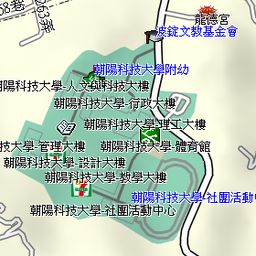 龍德宮
波錠文教基金會
朝陽科技大學附幼
朝陽科技大學-人文與科技大樓
朝陽科技大學-行政大樓
朝陽科技大學-理工大樓
科技大學-管理大樓
朝陽科技大學-體育館
朝陽科技大學-設計大樓
朝陽科技大學-教學大樓
朝陽科技大學-社團活動
朝陽科技大學-社團活動中心